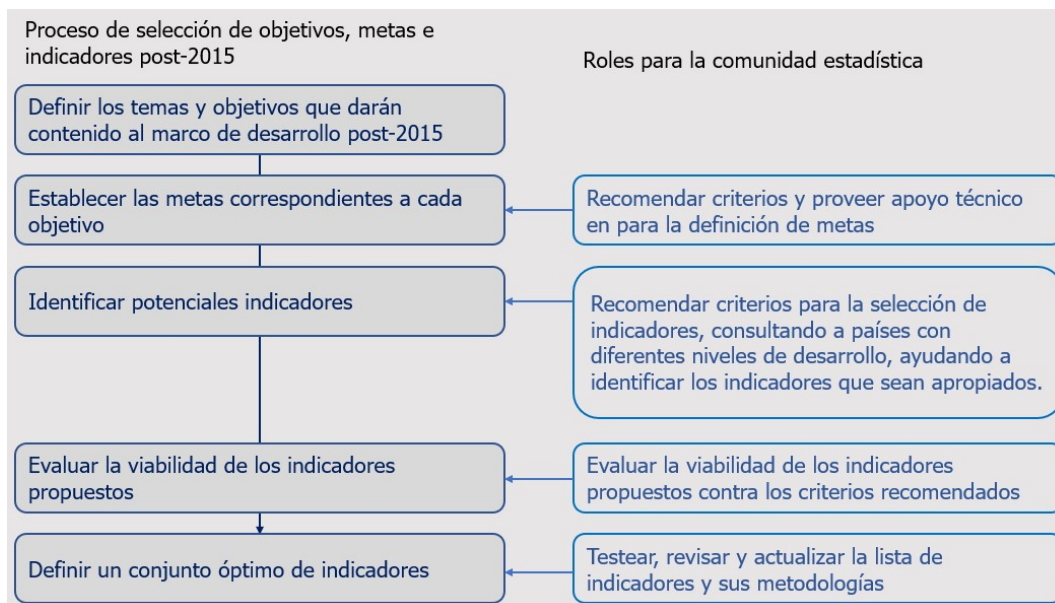 Proceso de selección de objetivos, metas e
indicadores post-2015
Roles para la comunidad estadística
Definir los temas y objetivos que darán
contenido al marco de desarrollo post-2015
Establecer las metas correspondientes a cada
objetivo
Recomendar criterios y proveer apoyo técnico
en para la definición de metas
Identificar potenciales indicadores
Recomendar criterios para la selección de
indicadores, consultando a países con
diferentes niveles de desarrollo, ayudando a
identificar los indicadores que sean apropiados.
Evaluar la viabilidad de los indicadores
propuestos
Evaluar la viabilidad de los indicadores
propuestos contra los criterios recomendados
Definir un conjunto óptimo de indicadores
Testear, revisar y actualizar la lista de
indicadores y sus metodologías